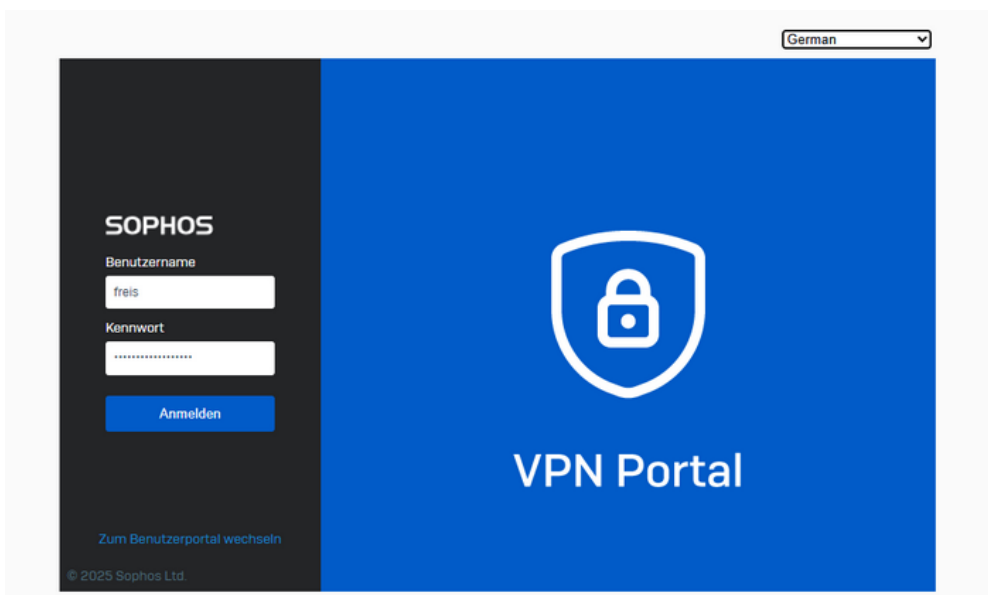 German
SOPHOS
Benutzername
freis
Kennwort
Anmelden
VPN Portal
Zum Benutzerportal wechseln
© 2025 Sophos Ltd.